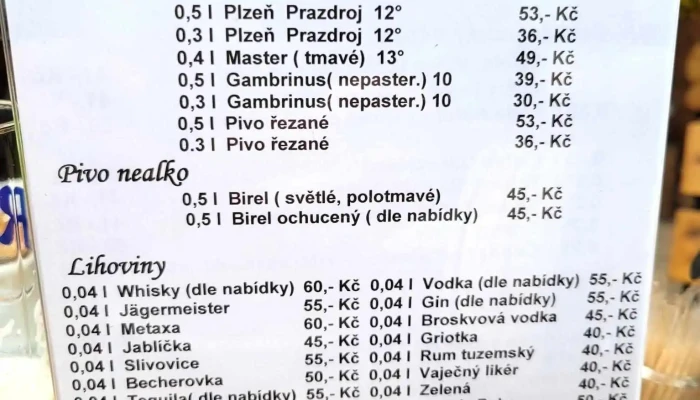 0,5 l Plzeň Prazdroj 12° 53,- Kč
0,3 l Plzeň Prazdroj 12° 36,- Kč
0,4 l Master ( tmavé) 13° 49,- Kč
0,5 l Gambrinus( nepaster.) 10 39,- Kč
0,3 l Gambrinus( nepaster.) 10 30,- Kč
0,5 l Pivo řezané 53,- Kč
0.3 l Pivo řezané 36,- Kč
Pivo nealko
0,5 l Birel ( světlé, polotmavé) 45,- Kč
0,5 l Birel ochucený ( dle nabídky) 45,- Kč
Lihoviny
0,04 l Whisky (dle nabídky) 60,- Kč 0,04 l Vodka (dle nabídky) 55,- Kč
0,04 l Jägermeister 55,- Kč 0,04 l Gin (dle nabídky) 55,- Kč
0,04 l Metaxa 60,- Kč 0,04 l Broskvová vodka 45,- Kč
0,04 l Jablíčka 45,- Kč 0,04 l Griotka 40,- Kč
0,04 l Slivovice 55,- Kč 0,04 l Rum tuzemský 40,- Kč
0,04 l Becherovka 50,- Kč 0,04 l Vaječný likér 40,- Kč
0,04 l Tequila( dle nabídky) 55,- Kč 0,04 l Zelená 40,- Kč